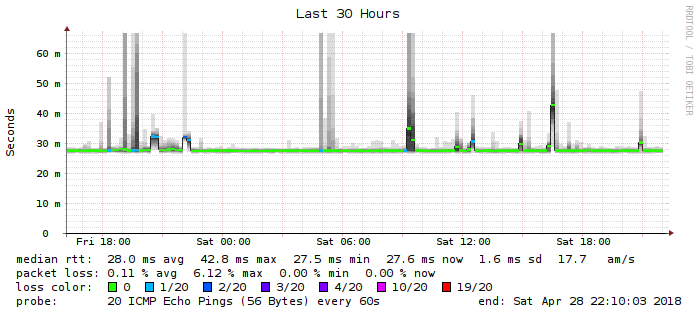 Last 30 Hours
RRDTOOL / TOBI OETIKER
Seconds
60 m
50 m
40 m
30 m
20 m
10 m
0
Fri 18:00 Sat 00:00 Sat 06:00 Sat 12:00 Sat 18:00
median rtt: 28.0 ms avg 42.8 ms max 27.5 ms min 27.6 ms now 1.6 ms sd 17.7 am/s
packet loss: 0.11 % avg 6.12 % max 0.00 % min 0.00 % now
loss color: 0 1/20 2/20 3/20 4/20 10/20 19/20
probe: 20 ICMP Echo Pings (56 Bytes) every 60s end: Sat Apr 28 22:10:03 2018